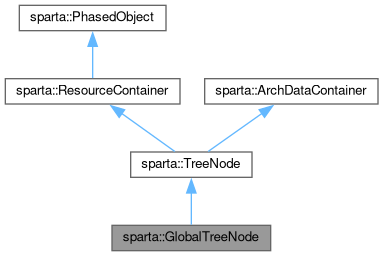 sparta::PhasedObject
sparta::ResourceContainer
sparta::ArchDataContainer
sparta::TreeNode
sparta::GlobalTreeNode